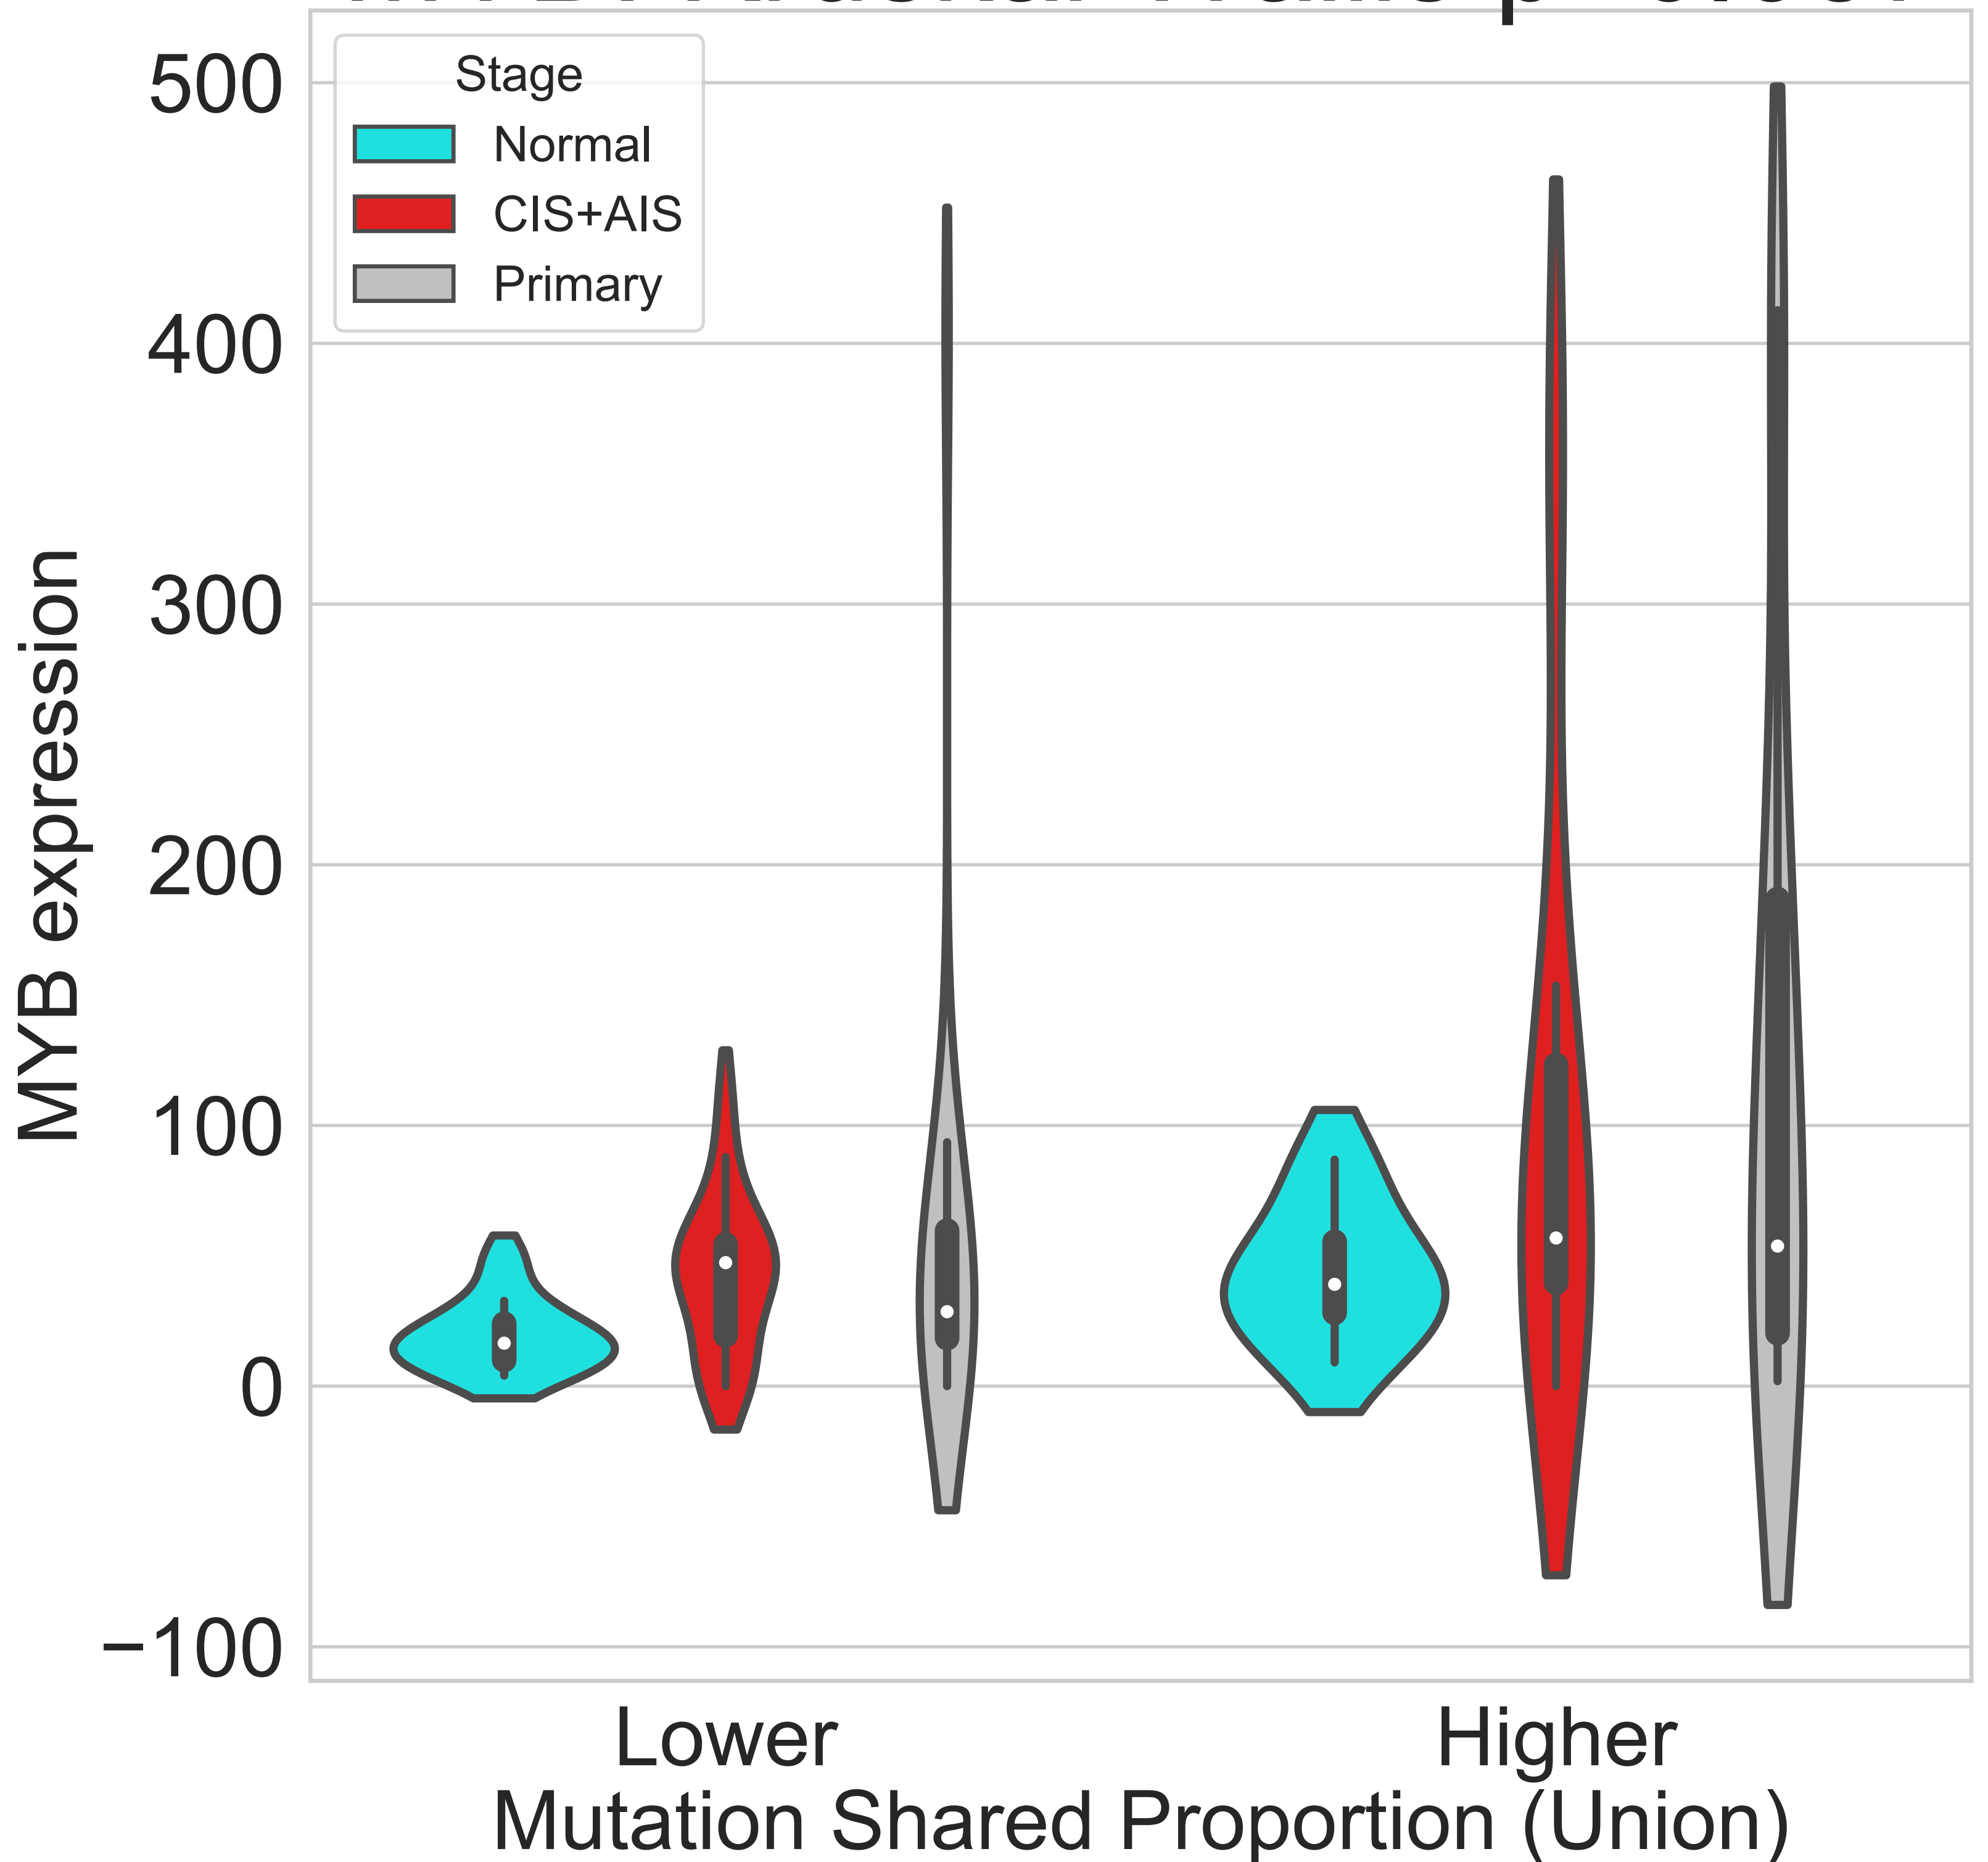 Stage
Normal
CIS+AIS
Primary
500
400
300
200
100
0
−100
MYB expression
Lower
Higher
Mutation Shared Proportion (Union)